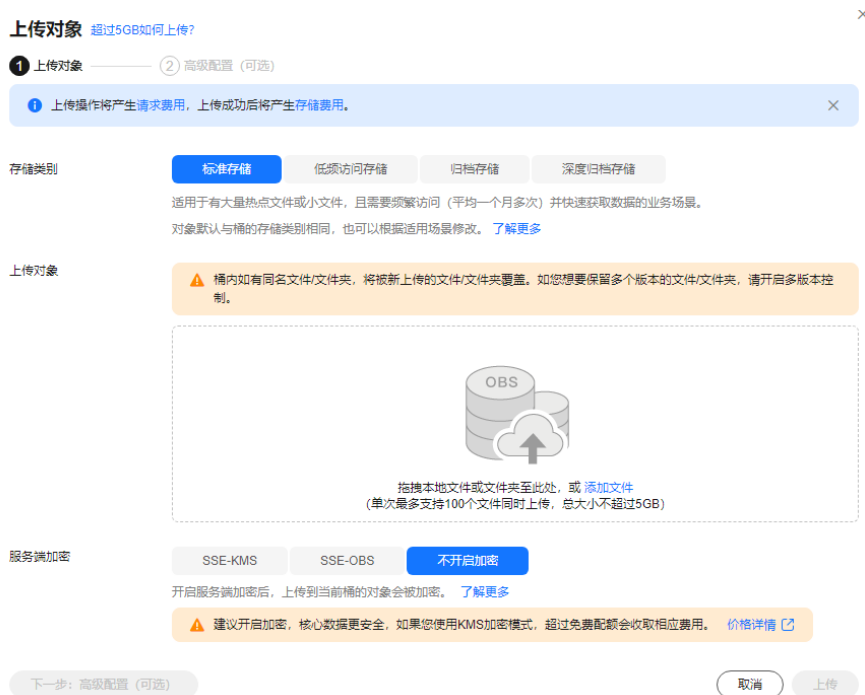 上传对象 超过5GB如何上传?
1 上传对象 2 高级配置（可选）
上传操作将产生请求费用，上传成功后将产生存储费用。
存储类别 标准存储 低频访问存储 归档存储 深度归档存储
适用于有大量热点文件或小文件，且需要频繁访问（平均一个月多次）并快速获取数据的业务场景。
对象默认与桶的存储类别相同，也可以根据适用场景修改。 了解更多
上传对象
桶内如有同名文件/文件夹，将被新上传的文件/文件夹覆盖。如您想要保留多个版本的文件/文件夹，请开启多版本控
制。
OBS
拖拽本地文件或文件夹至此处，或 添加文件
(单次最多支持100个文件同时上传，总大小不超过5GB)
服务端加密 SSE-KMS SSE-OBS 不开启加密
开启服务端加密后，上传到当前桶的对象会被加密。 了解更多
建议开启加密，核心数据更安全，如果您使用KMS加密模式，超过免费配额会收取相应费用。 价格详情
下一步：高级配置（可选） 取消 上传